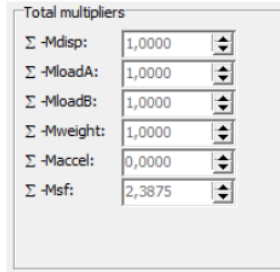 Total multipliers
Σ -Mdisp: 1,0000
Σ -MloadA: 1,0000
Σ -MloadB: 1,0000
Σ -Mweight: 1,0000
Σ -Maccel: 0,0000
Σ -Msf: 2,3875